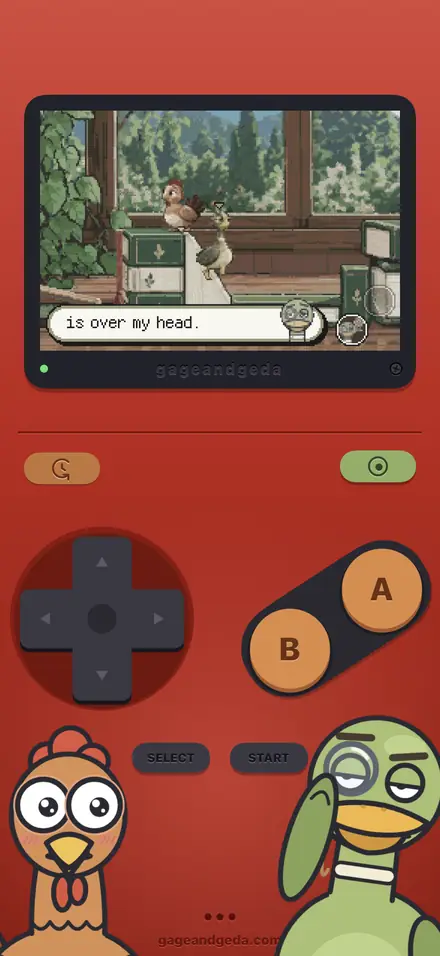 is over my head.
gageandgeda
A
B
SELECT
START
gageandgeda.com